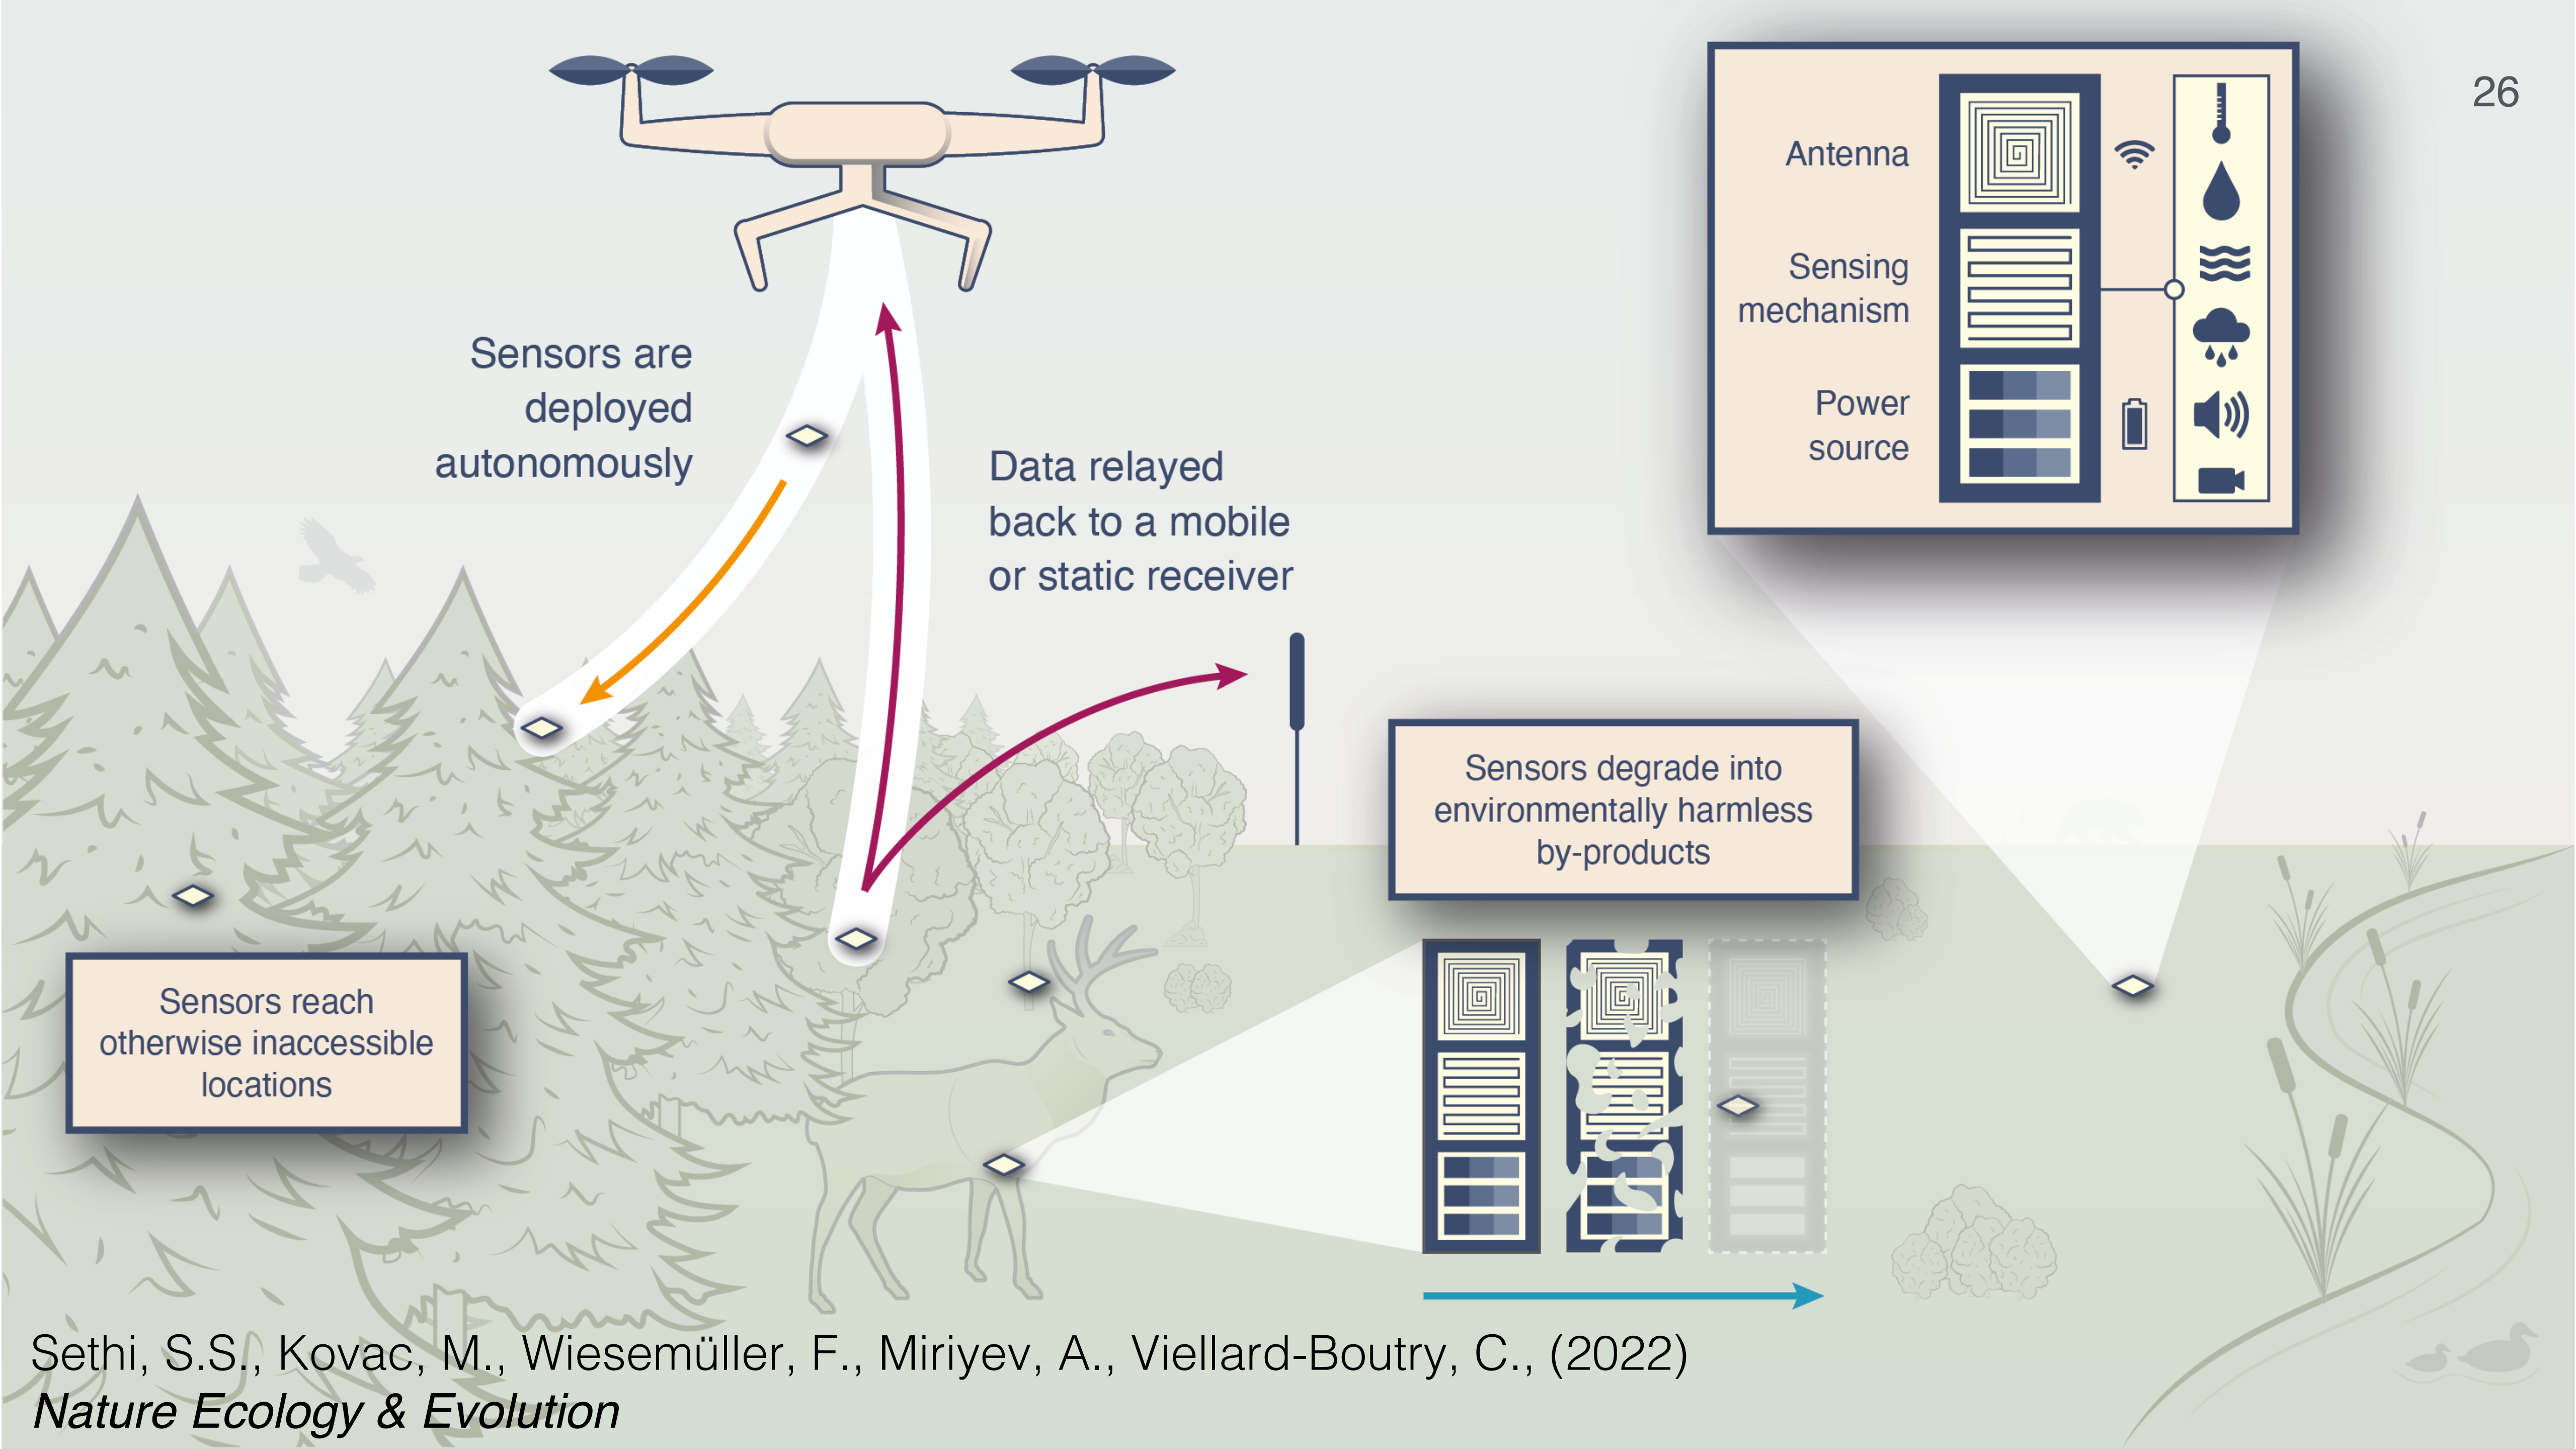 26
Antenna
Sensing
mechanism
Power
source
Sensors are
deployed
autonomously
Data relayed
back to a mobile
or static receiver
Sensors degrade into
environmentally harmless
by-products
Sensors reach
otherwise inaccessible
locations
Sethi, S.S., Kovac, M., Wiesemüller, F., Miriyev, A., Viellard-Boutry, C., (2022)
Nature Ecology & Evolution